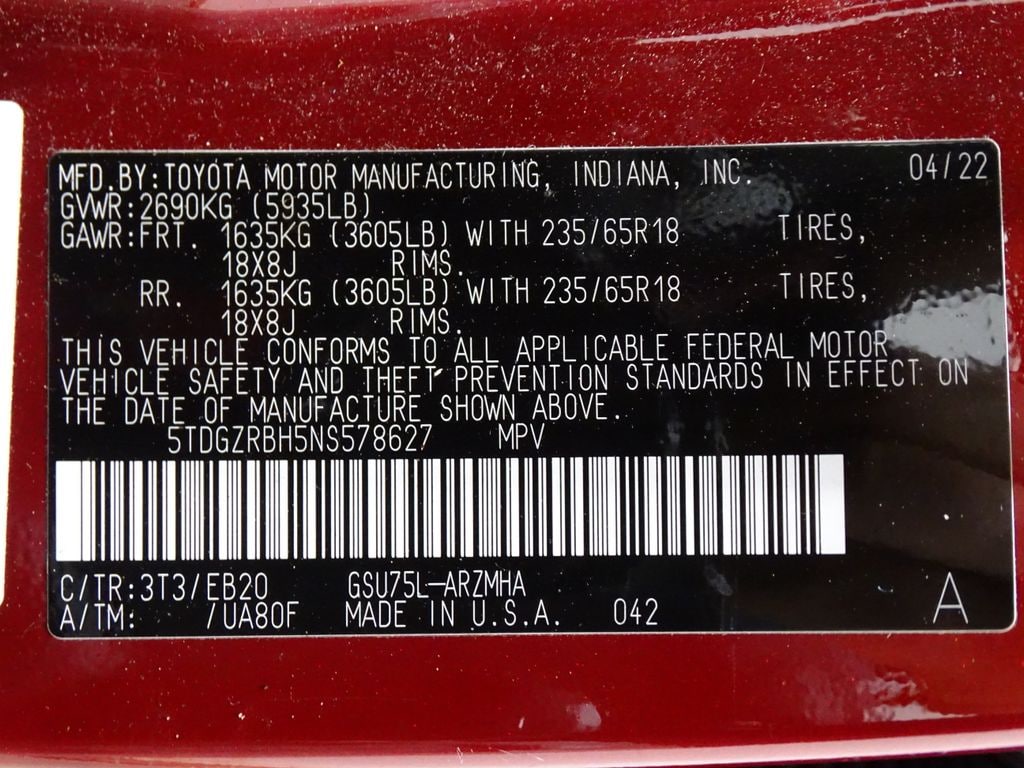 MFD.BY:TOYOTA MOTOR MANUFACTURING, INDIANA, INC. 04/22
GVWR:2690KG (5935LB)
GAWR:FRT. 1635KG (3605LB) WITH 235/65R18 TIRES,
18X8J RIMS.
RR. 1635KG (3605LB) WITH 235/65R18 TIRES,
18X8J RIMS.
THIS VEHICLE CONFORMS TO ALL APPLICABLE FEDERAL MOTOR
VEHICLE SAFETY AND THEFT PREVENTION STANDARDS IN EFFECT ON
THE DATE OF MANUFACTURE SHOWN ABOVE.
5TDGZRBH5NS578627 MPV
C/TR:3T3/EB20 GSU75L-ARZMHA
A/TM: /UA80F MADE IN U.S.A. 042 A